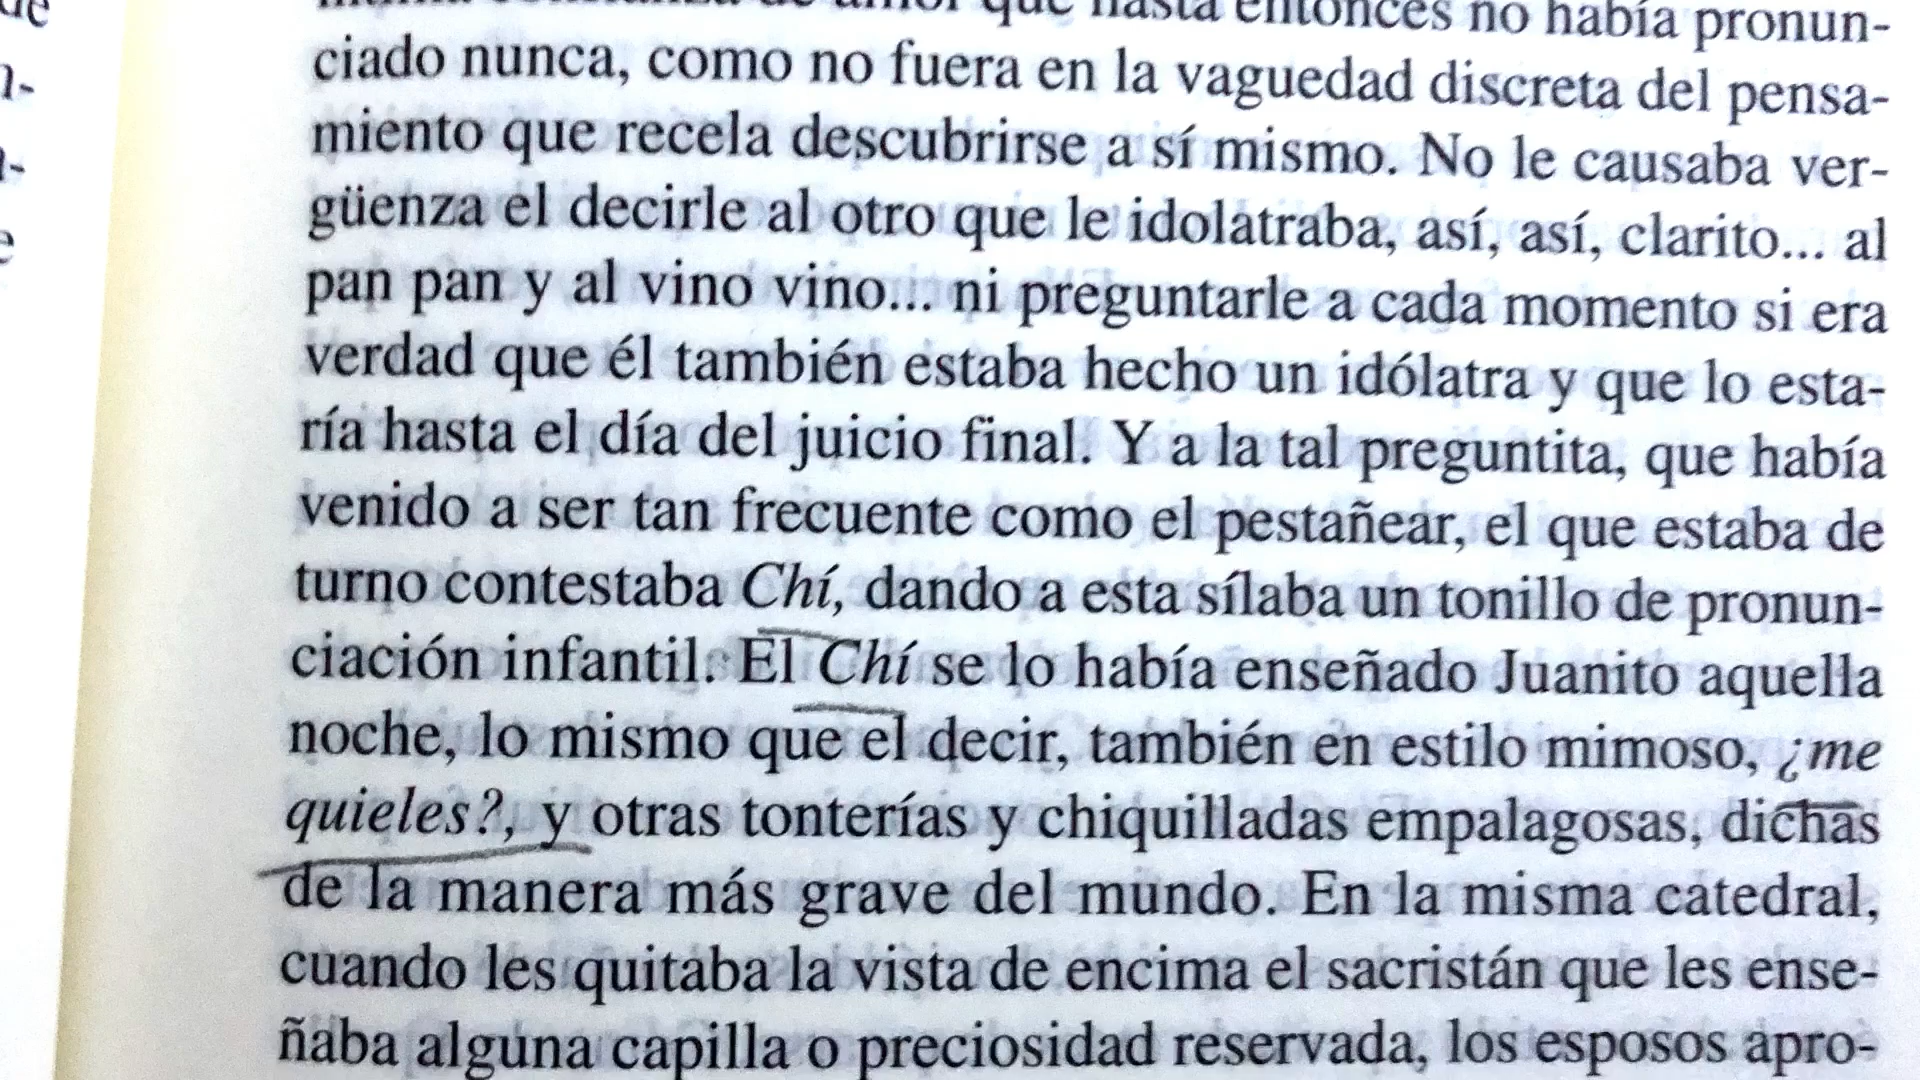 que hasta entonces no había pronun-
ciado nunca, como no fuera en la vaguedad discreta del pensa-
miento que recela descubrirse a sí mismo. No le causaba ver-
güenza el decirle al otro que le idolatraba, así, así, clarito... al
pan pan y al vino vino... ni preguntarle a cada momento si era
verdad que él también estaba hecho un idólatra y que lo esta-
ría hasta el día del juicio final. Y a la tal preguntita, que había
venido a ser tan frecuente como el pestañear, el que estaba de
turno contestaba Chí, dando a esta sílaba un tonillo de pronun-
ciación infantil. El Chí se lo había enseñado Juanito aquella
noche, lo mismo que el decir, también en estilo mimoso, ¿me
quieles?, y otras tonterías y chiquilladas empalagosas, dichas
de la manera más grave del mundo. En la misma catedral,
cuando les quitaba la vista de encima el sacristán que les ense-
ñaba alguna capilla o preciosidad reservada, los esposos apro-